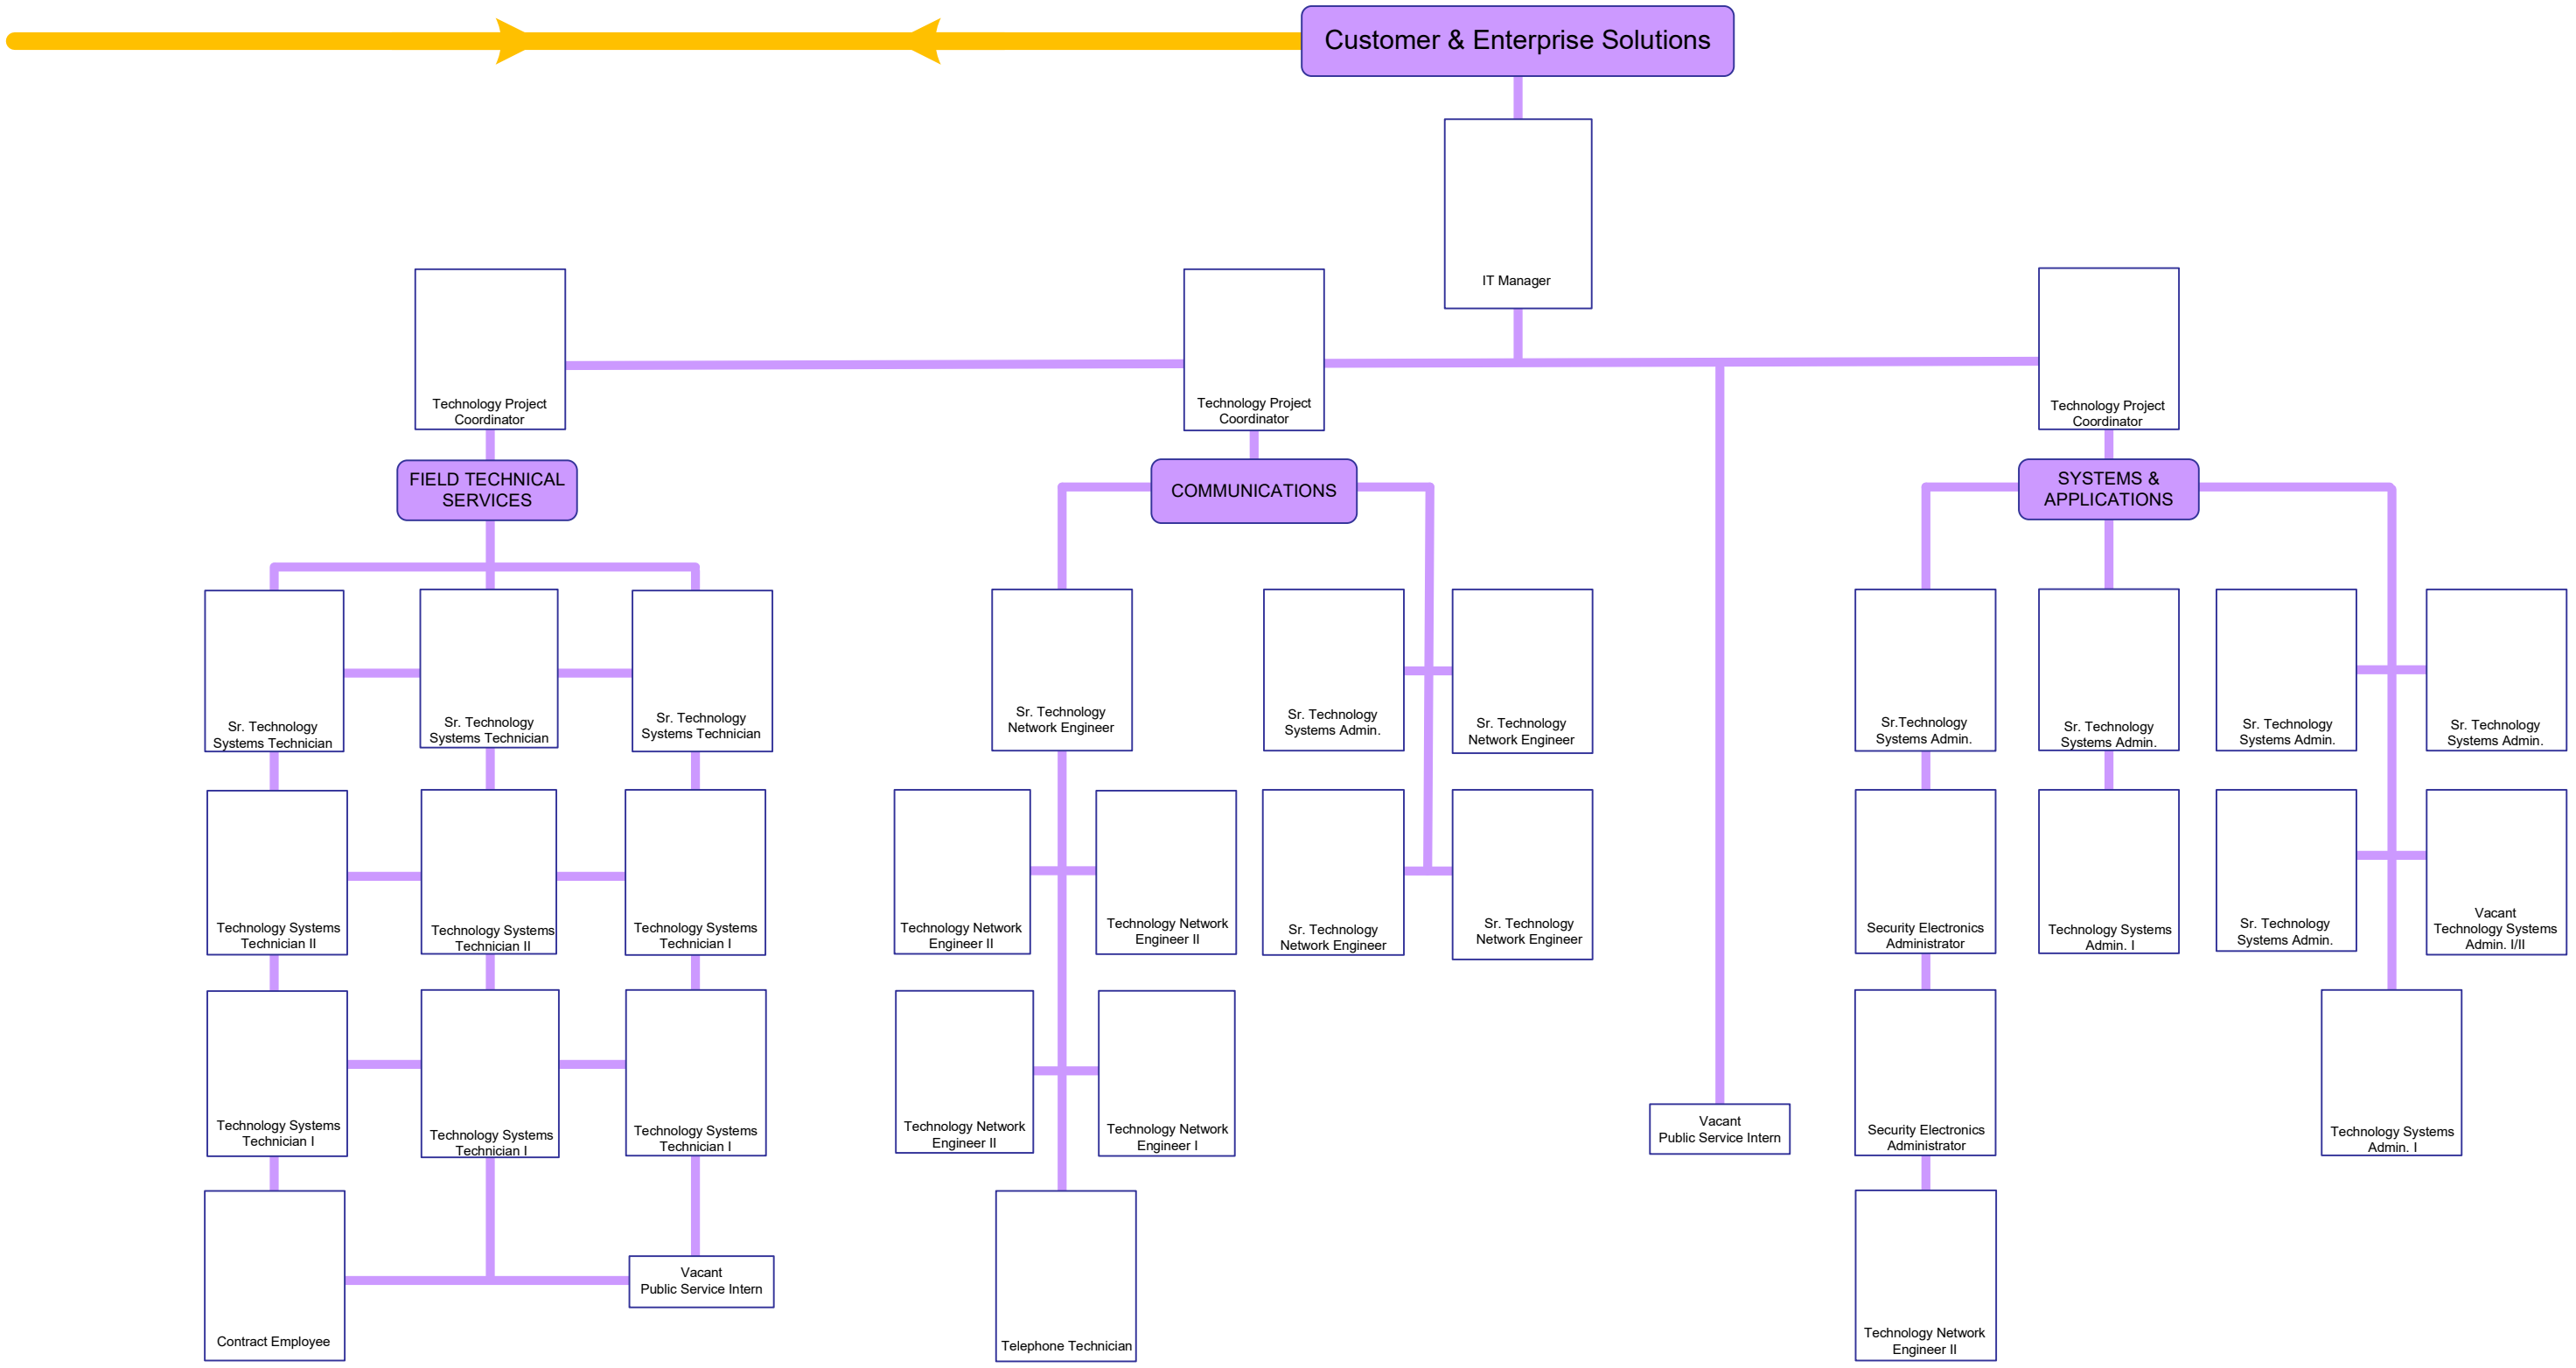 Customer & Enterprise Solutions
IT Manager
Technology Project
Coordinator
Technology Project
Coordinator
Technology Project
Coordinator
FIELD TECHNICAL
SERVICES
COMMUNICATIONS
SYSTEMS &
APPLICATIONS
Sr. Technology
Systems Technician
Sr. Technology
Systems Technician
Sr. Technology
Systems Technician
Sr. Technology
Network Engineer
Sr. Technology
Systems Admin.
Sr. Technology
Network Engineer
Sr.Technology
Systems Admin.
Sr. Technology
Systems Admin.
Sr. Technology
Systems Admin.
Sr. Technology
Systems Admin.
Technology Systems
Technician II
Technology Systems
Technician II
Technology Systems
Technician I
Technology Network
Engineer II
Technology Network
Engineer II
Sr. Technology
Network Engineer
Sr. Technology
Network Engineer
Security Electronics
Administrator
Technology Systems
Admin. I
Sr. Technology
Systems Admin.
Vacant
Technology Systems
Admin. I/II
Technology Systems
Technician I
Technology Systems
Technician I
Technology Systems
Technician I
Technology Network
Engineer II
Technology Network
Engineer I
Vacant
Public Service Intern
Security Electronics
Administrator
Technology Systems
Admin. I
Contract Employee
Vacant
Public Service Intern
Telephone Technician
Technology Network
Engineer II